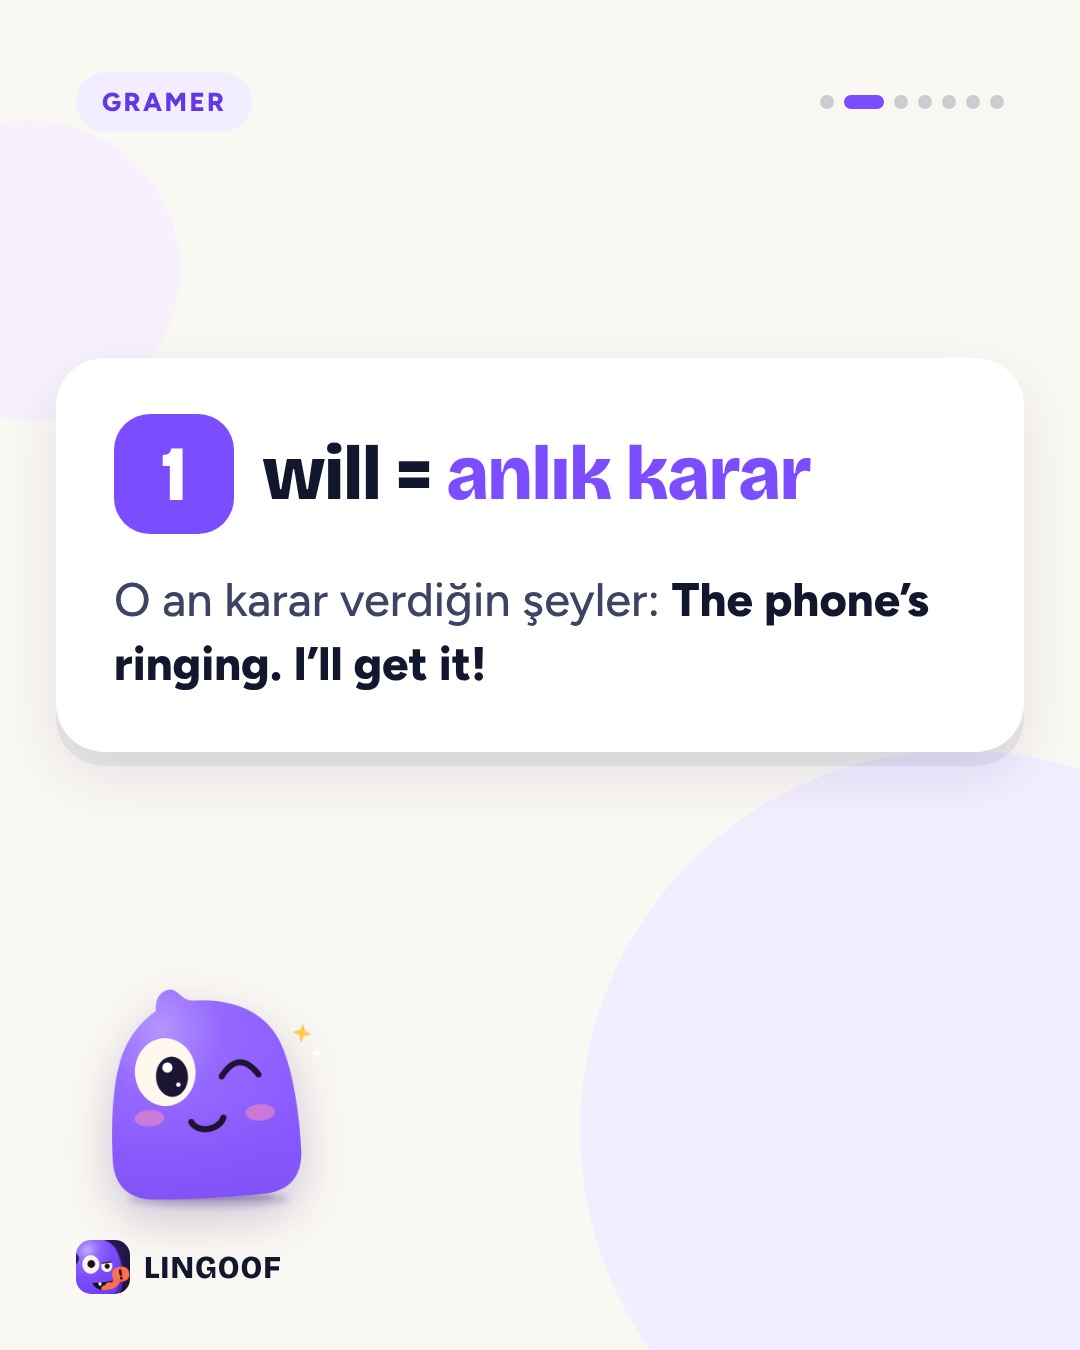 GRAMER
1
will = anlık karar
O an karar verdiğin şeyler: The phone’s
ringing. I’ll get it!
LINGOOF